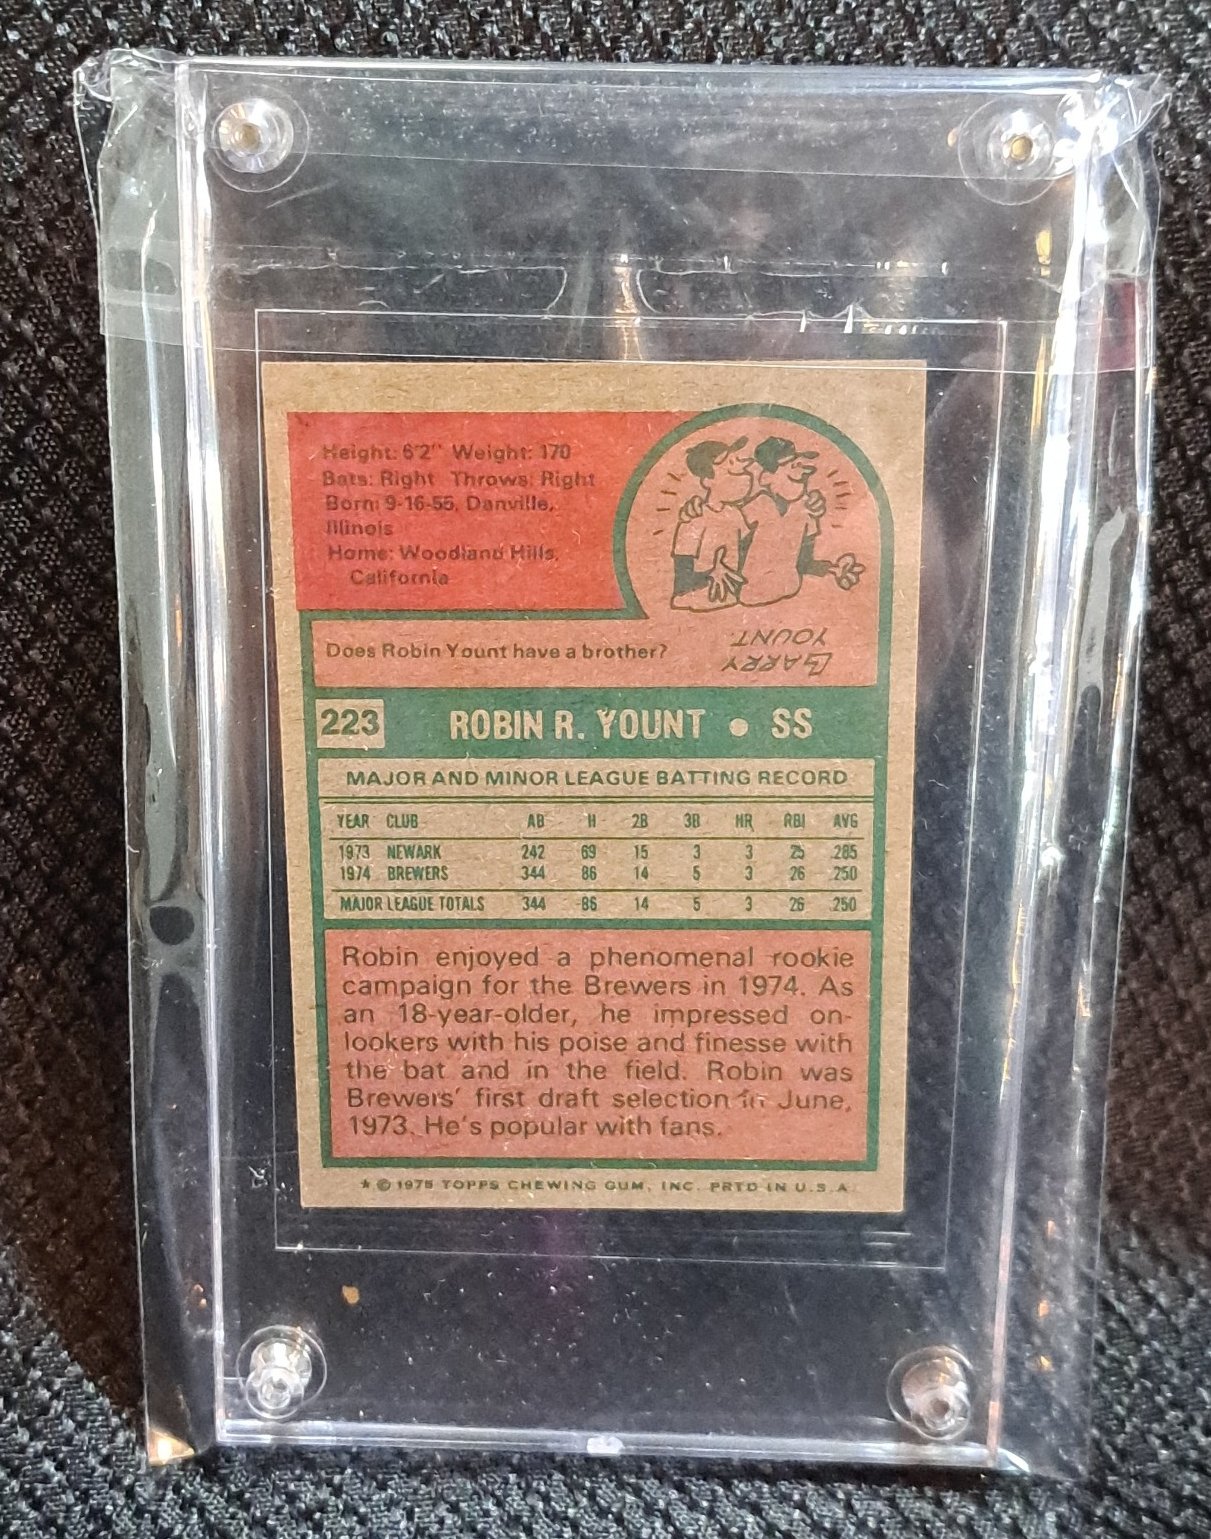 Height: 6'2" Weight: 170
Bats: Right Throws: Right
Born: 9-16-55, Danville,
Illinois
Home: Woodland Hills,
California
Does Robin Yount have a brother?
LARRY
YOUNT.
223 ROBIN R. YOUNT • SS
MAJOR AND MINOR LEAGUE BATTING RECORD
YEAR CLUB AB H 2B 3B HR RBI AVG
1973 NEWARK 242 69 15 3 3 25 .285
1974 BREWERS 344 86 14 5 3 26 .250
MAJOR LEAGUE TOTALS 344 86 14 5 3 26 .250
Robin enjoyed a phenomenal rookie
campaign for the Brewers in 1974. As
an 18-year-older, he impressed on-
lookers with his poise and finesse with
the bat and in the field. Robin was
Brewers' first draft selection in June,
1973. He's popular with fans.
★ © 1975 TOPPS CHEWING GUM, INC. PRTD IN U.S.A.